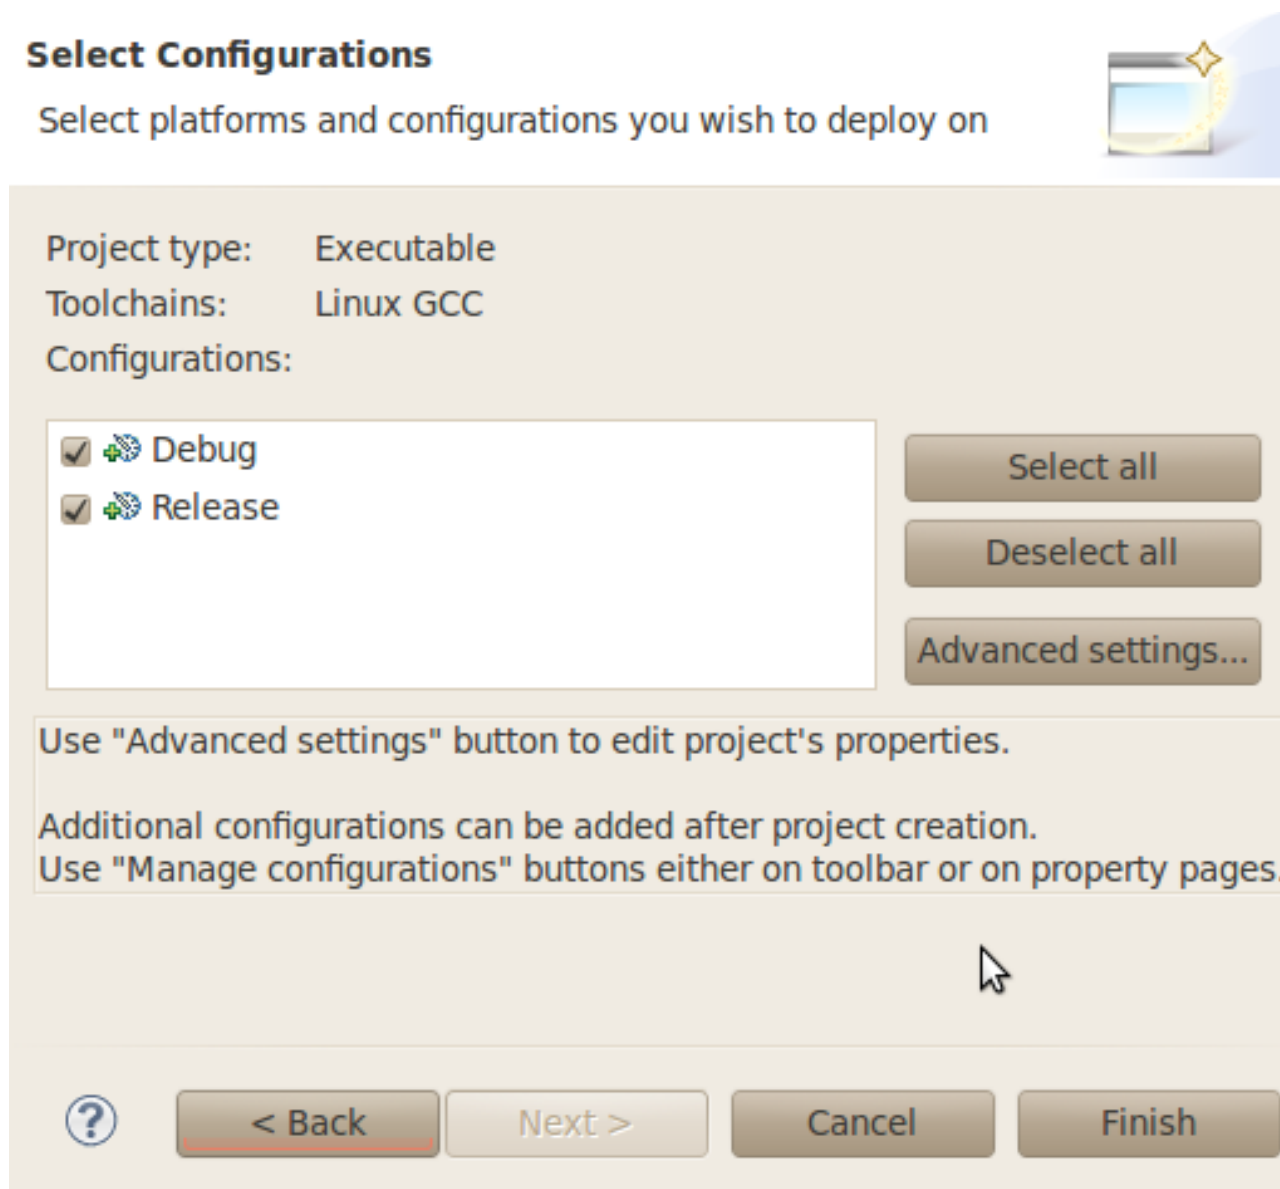 Select Configurations
Select platforms and configurations you wish to deploy on
Project type: Executable
Toolchains: Linux GCC
Configurations:
Debug
Release
Select all
Deselect all
Advanced settings...
Use "Advanced settings" button to edit project's properties.
Additional configurations can be added after project creation.
Use "Manage configurations" buttons either on toolbar or on property pages.
?
< Back
Next >
Cancel
Finish